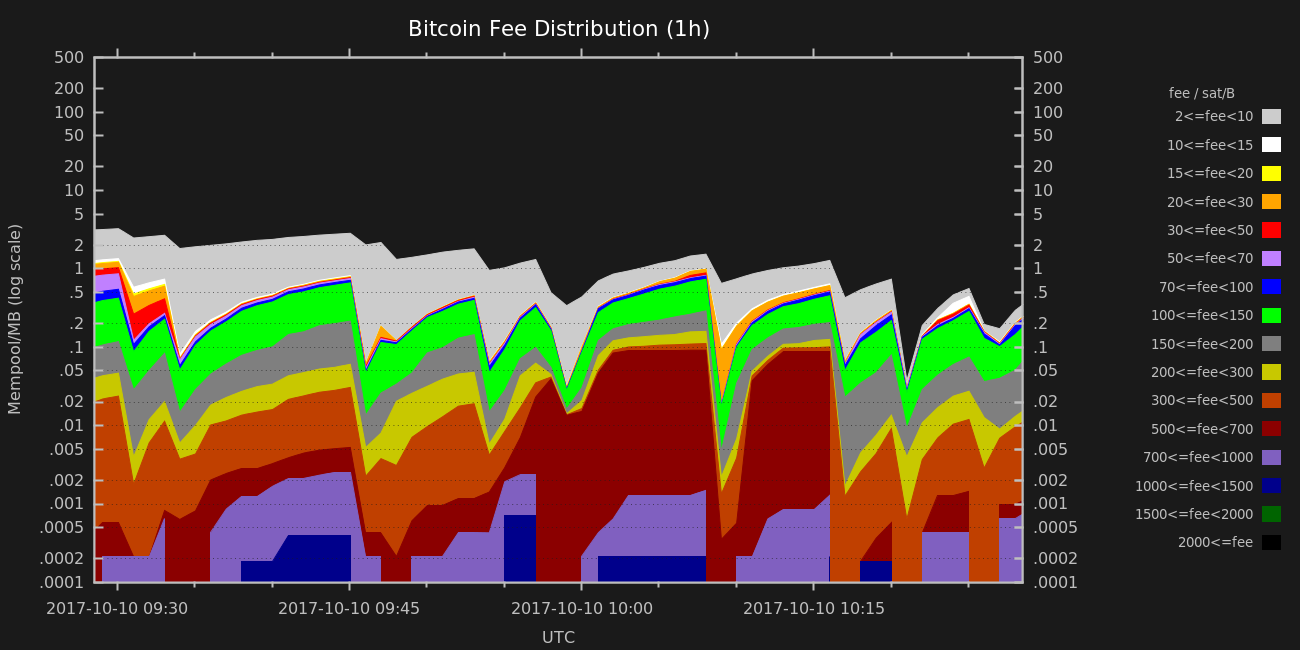 Bitcoin Fee Distribution (1h)
500 500
200 200
100 100
50 50
20 20
10 10
5 5
2 2
1 1
.5 .5
.2 .2
.1 .1
.05 .05
.02 .02
.01 .01
.005 .005
.002 .002
.001 .001
.0005 .0005
.0002 .0002
.0001 .0001
Mempool/MB (log scale)
2017-10-10 09:30 2017-10-10 09:45 2017-10-10 10:00 2017-10-10 10:15
UTC
fee / sat/B
2<=fee<10
10<=fee<15
15<=fee<20
20<=fee<30
30<=fee<50
50<=fee<70
70<=fee<100
100<=fee<150
150<=fee<200
200<=fee<300
300<=fee<500
500<=fee<700
700<=fee<1000
1000<=fee<1500
1500<=fee<2000
2000<=fee